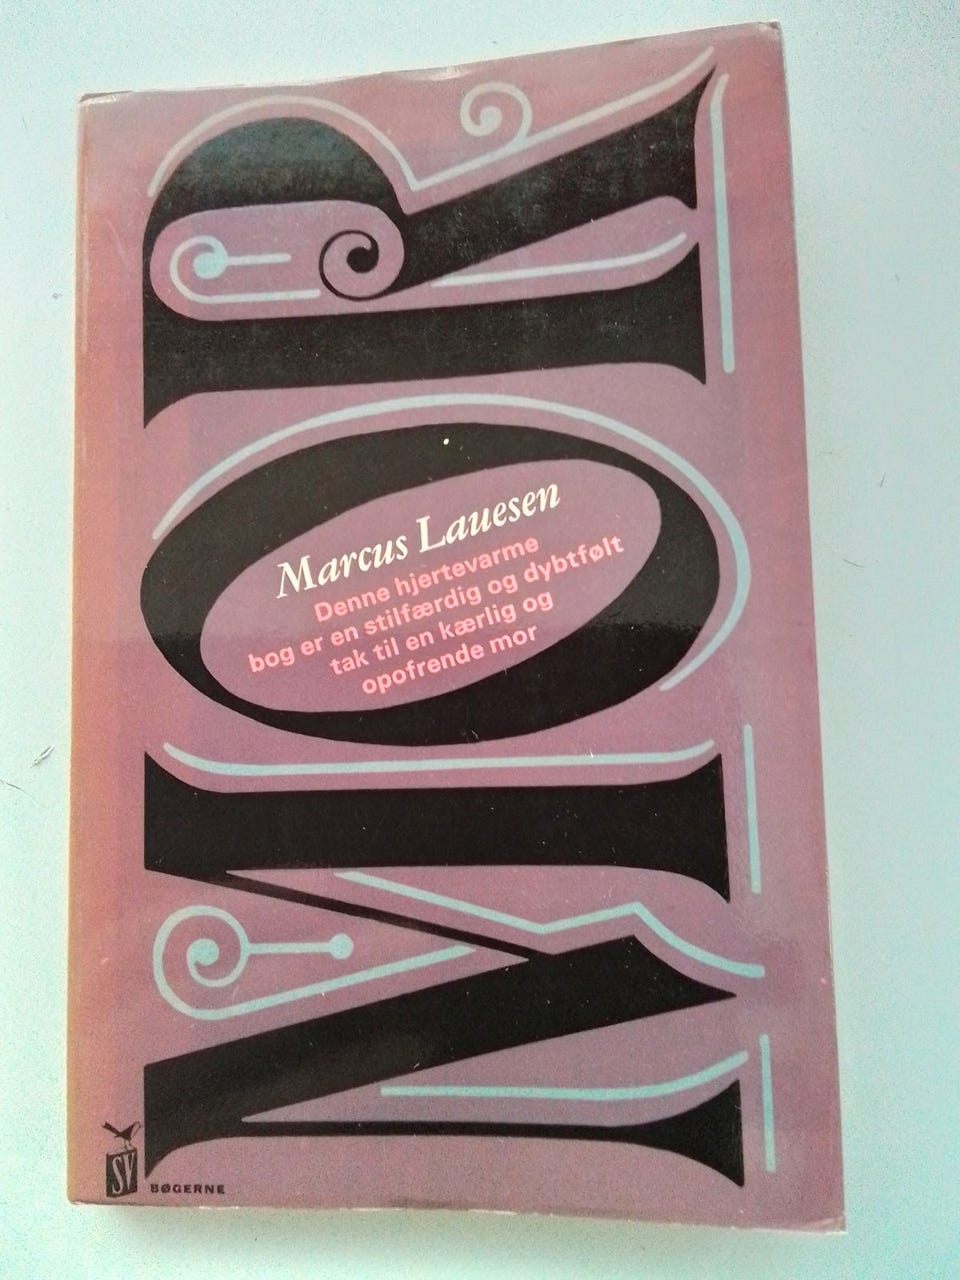 MOR
Marcus Lauesen
Denne hjertevarme
bog er en stilfærdig og dybtfølt
tak til en kærlig og
opofrende mor
SV
BØGERNE